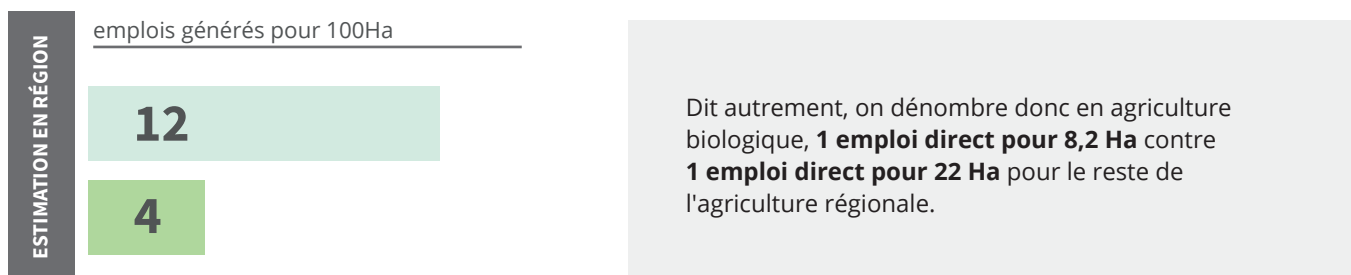 ESTIMATION EN RÉGION
emplois générés pour 100Ha
12
4
Dit autrement, on dénombre donc en agriculture
biologique, 1 emploi direct pour 8,2 Ha contre
1 emploi direct pour 22 Ha pour le reste de
l'agriculture régionale.